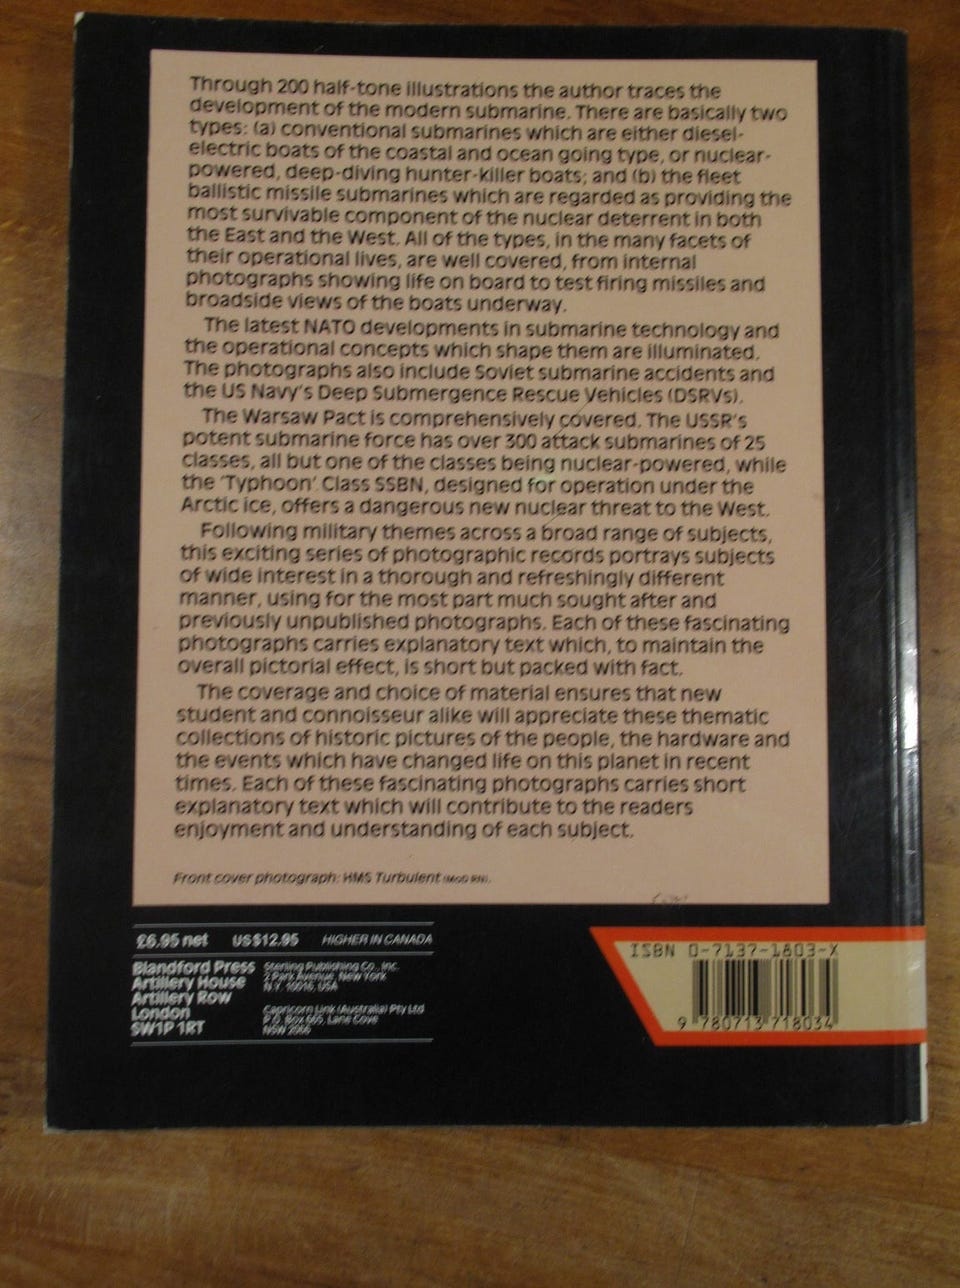 Through 200 half-tone illustrations the author traces the
development of the modern submarine. There are basically two
types: (a) conventional submarines which are either diesel-
electric boats of the coastal and ocean going type, or nuclear-
powered, deep-diving hunter-killer boats; and (b) the fleet
ballistic missile submarines which are regarded as providing the
most survivable component of the nuclear deterrent in both
the East and the West. All of the types, in the many facets of
their operational lives, are well covered, from internal
photographs showing life on board to test firing missiles and
broadside views of the boats underway.
The latest NATO developments in submarine technology and
the operational concepts which shape them are illuminated.
The photographs also include Soviet submarine accidents and
the US Navy's Deep Submergence Rescue Vehicles (DSRVs).
The Warsaw Pact is comprehensively covered. The USSR's
potent submarine force has over 300 attack submarines of 25
classes, all but one of the classes being nuclear-powered, while
the 'Typhoon' Class SSBN, designed for operation under the
Arctic ice, offers a dangerous new nuclear threat to the West.
Following military themes across a broad range of subjects,
this exciting series of photographic records portrays subjects
of wide interest in a thorough and refreshingly different
manner, using for the most part much sought after and
previously unpublished photographs. Each of these fascinating
photographs carries explanatory text which, to maintain the
overall pictorial effect, is short but packed with fact.
The coverage and choice of material ensures that new
student and connoisseur alike will appreciate these thematic
collections of historic pictures of the people, the hardware and
the events which have changed life on this planet in recent
times. Each of these fascinating photographs carries short
explanatory text which will contribute to the readers
enjoyment and understanding of each subject.
Front cover photograph: HMS Turbulent (MoD RN).
£6.95 net US$12.95 HIGHER IN CANADA
Blandford Press
Artillery House
Artillery Row
London
SW1P 1RT
Sterling Publishing Co., Inc.
2 Park Avenue, New York
N.Y. 10016, USA
Capricorn Link (Australia) Pty Ltd
P.O. Box 665, Lane Cove
NSW 2066
ISBN 0-7137-1803-X
9 780713 718034